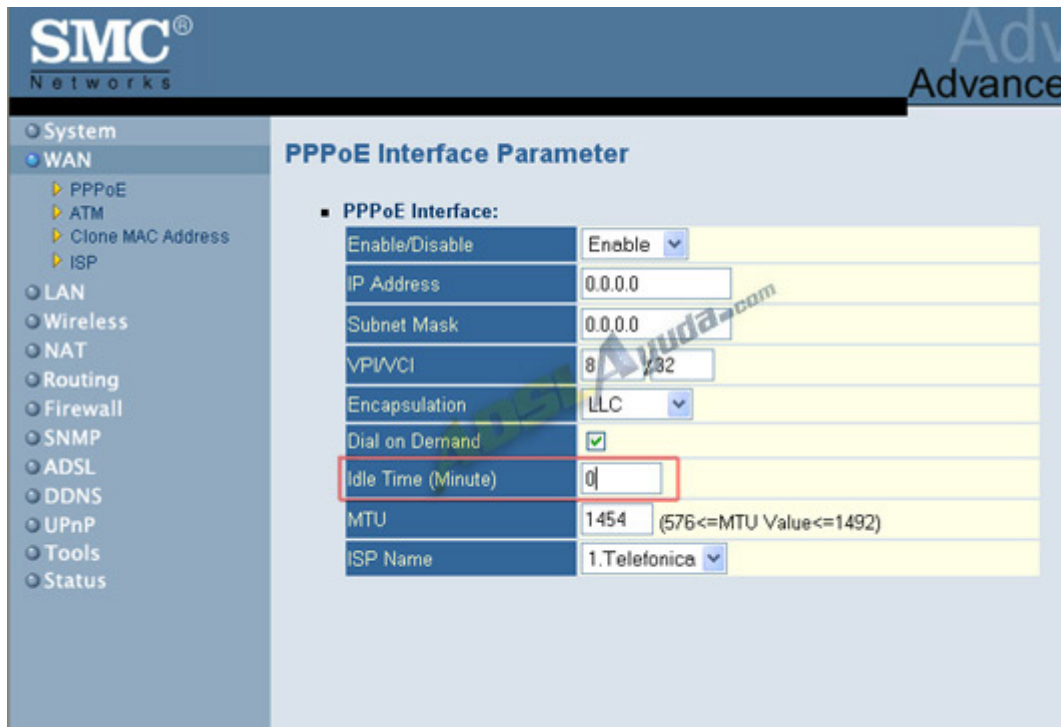 SMC®
Networks
Adv
Advance
System
WAN
PPPoE
ATM
Clone MAC Address
ISP
LAN
Wireless
NAT
Routing
Firewall
SNMP
ADSL
DDNS
UPnP
Tools
Status
PPPoE Interface Parameter
PPPoE Interface:
Enable/Disable Enable
IP Address 0.0.0.0
Subnet Mask 0.0.0.0
VPI/VCI 8 /32
Encapsulation LLC
Dial on Demand
Idle Time (Minute) 0
MTU 1454 (576<=MTU Value<=1492)
ISP Name 1.Telefonica
ADSLAyuda.com